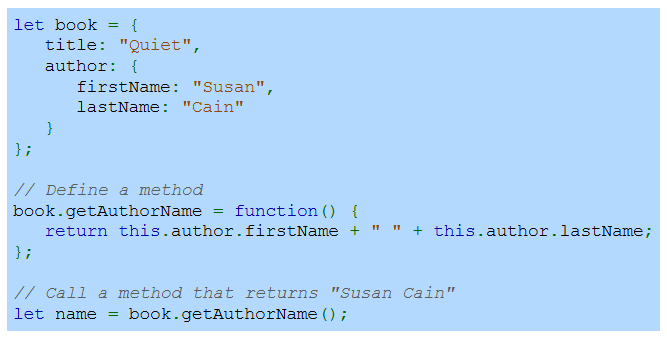 let book = {
   title: "Quiet",
   author: {
      firstName: "Susan",
      lastName: "Cain"
   }
};

// Define a method
book.getAuthorName = function() {
   return this.author.firstName + " " + this.author.lastName;
};

// Call a method that returns "Susan Cain"
let name = book.getAuthorName();